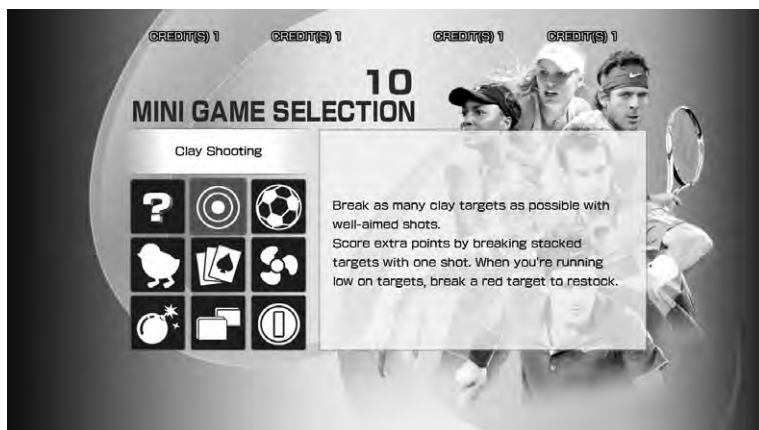 CREDIT(S) 1 CREDIT(S) 1 CREDIT(S) 1 CREDIT(S) 1
10
MINI GAME SELECTION
Clay Shooting
?
Break as many clay targets as possible with
well-aimed shots.
Score extra points by breaking stacked
targets with one shot. When you're running
low on targets, break a red target to restock.